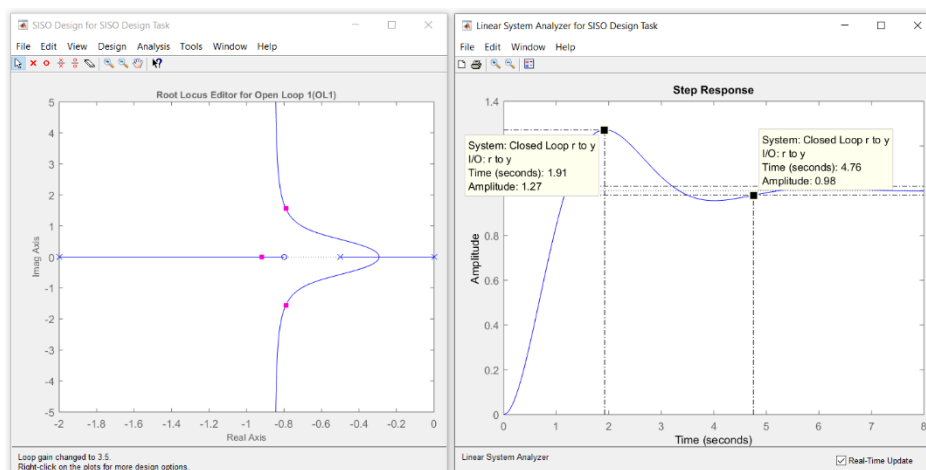 SISO Design for SISO Design Task
File Edit View Design Analysis Tools Window Help
Root Locus Editor for Open Loop 1(OL1)
5
4
3
2
1
0
-1
-2
-3
-4
-5
Imag Axis
-2 -1.8 -1.6 -1.4 -1.2 -1 -0.8 -0.6 -0.4 -0.2 0
Real Axis
Loop gain changed to 3.5.
Right-click on the plots for more design options.
Linear System Analyzer for SISO Design Task
File Edit Window Help
Step Response
1.4
System: Closed Loop r to y
I/O: r to y
Time (seconds): 1.91
Amplitude: 1.27
System: Closed Loop r to y
I/O: r to y
Time (seconds): 4.76
Amplitude: 0.98
0.8
0.6
0.4
0.2
0
Amplitude
0 1 2 3 4 5 6 7 8
Time (seconds)
Linear System Analyzer
Real-Time Update